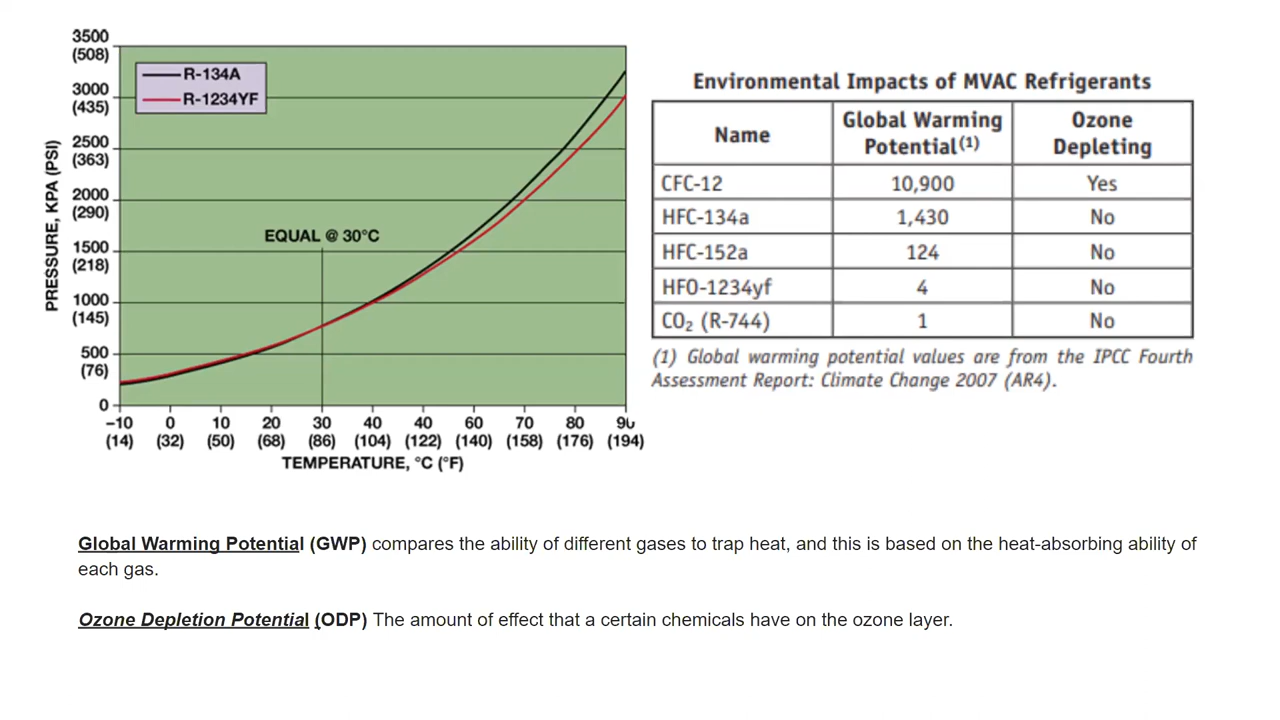 3500
(508)
3000
(435)
2500
(363)
2000
(290)
1500
(218)
1000
(145)
500
(76)
0
PRESSURE, KPA (PSI)
R-134A
R-1234YF
EQUAL @ 30°C
–10 0 10 20 30 40 40 60 70 80 90
(14) (32) (50) (68) (86) (104) (122) (140) (158) (176) (194)
TEMPERATURE, °C (°F)
Environmental Impacts of MVAC Refrigerants
Name Global Warming Potential(1) Ozone Depleting
CFC-12 10,900 Yes
HFC-134a 1,430 No
HFC-152a 124 No
HFO-1234yf 4 No
CO₂ (R-744) 1 No
(1) Global warming potential values are from the IPCC Fourth
Assessment Report: Climate Change 2007 (AR4).
Global Warming Potential (GWP) compares the ability of different gases to trap heat, and this is based on the heat-absorbing ability of
each gas.
Ozone Depletion Potential (ODP) The amount of effect that a certain chemicals have on the ozone layer.